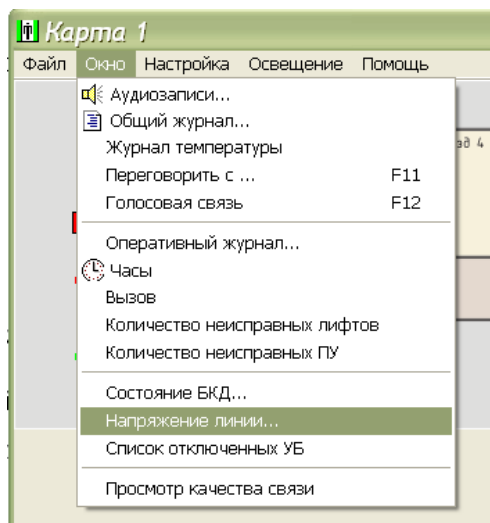 Карта 1
Файл Окно Настройка Освещение Помощь
Аудиозаписи...
Общий журнал...
Журнал температуры
Переговорить с ... F11
Голосовая связь F12
Оперативный журнал...
Часы
Вызов
Количество неисправных лифтов
Количество неисправных ПУ
Состояние БКД...
Напряжение линии...
Список отключенных УБ
Просмотр качества связи